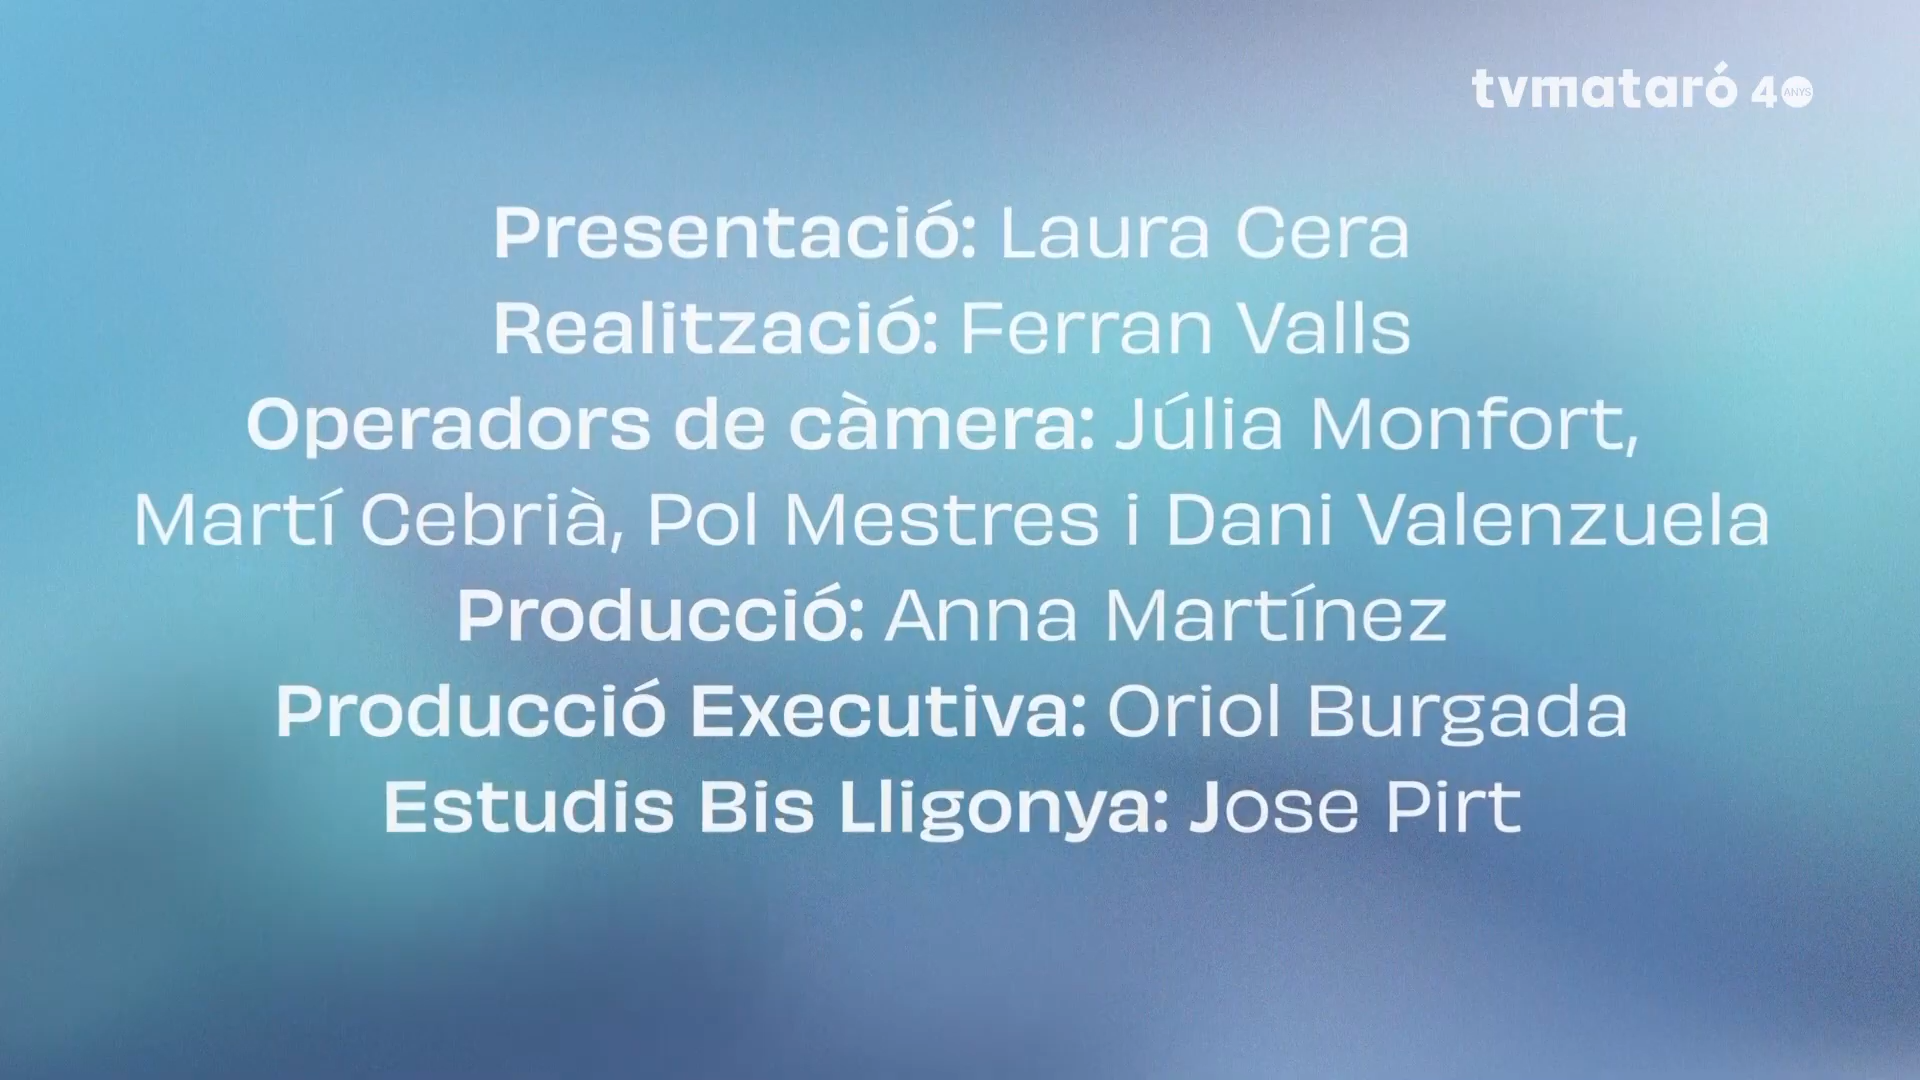 tvmataró 40 ANYS
Presentació: Laura Cera
Realització: Ferran Valls
Operadors de càmera: Júlia Monfort,
Martí Cebrià, Pol Mestres i Dani Valenzuela
Producció: Anna Martínez
Producció Executiva: Oriol Burgada
Estudis Bis Lligonya: Jose Pirt